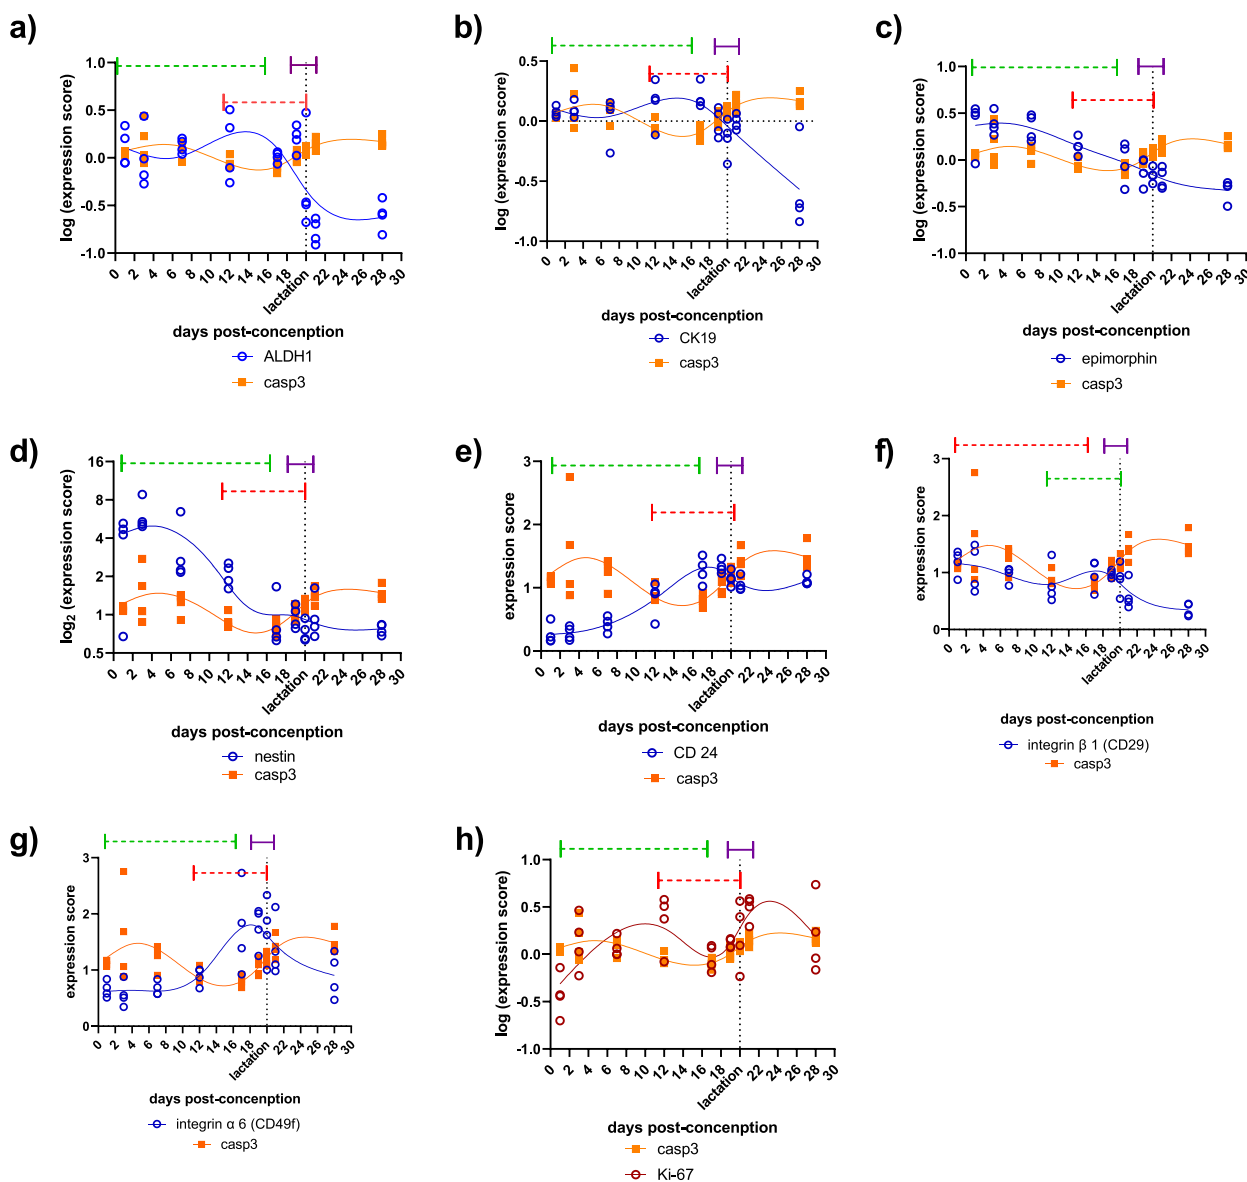 a)
log (expression score)
1.0
0.5
0.0
-0.5
-1.0
0 2 4 6 8 10 12 14 16 18 lactation 22 24 26 28 30
days post-concenption
ALDH1
casp3
b)
log (expression score)
0.5
0.0
-0.5
-1.0
0 2 4 6 8 10 12 14 16 18 lactation 22 24 26 28 30
days post-concenption
CK19
casp3
c)
log (expression score)
1.0
0.5
0.0
-0.5
-1.0
0 2 4 6 8 10 12 14 16 18 lactation 22 24 26 28 30
days post-concenption
epimorphin
casp3
d)
log2 (expression score)
16
8
4
2
1
0.5
0 2 4 6 8 10 12 14 16 18 lactation 22 24 26 28 30
days post-concenption
nestin
casp3
e)
expression score
3
2
1
0
0 2 4 6 8 10 12 14 16 18 lactation 22 24 26 28 30
days post-concenption
CD 24
casp3
f)
expression score
3
2
1
0
0 2 4 6 8 10 12 14 16 18 lactation 22 24 26 28 30
days post-concenption
integrin β 1 (CD29)
casp3
g)
expression score
3
2
1
0
0 2 4 6 8 10 12 14 16 18 lactation 22 24 26 28 30
days post-concenption
integrin α 6 (CD49f)
casp3
h)
log (expression score)
1.0
0.5
0.0
-0.5
-1.0
0 2 4 6 8 10 12 14 16 18 lactation 22 24 26 28 30
days post-concenption
casp3
Ki-67